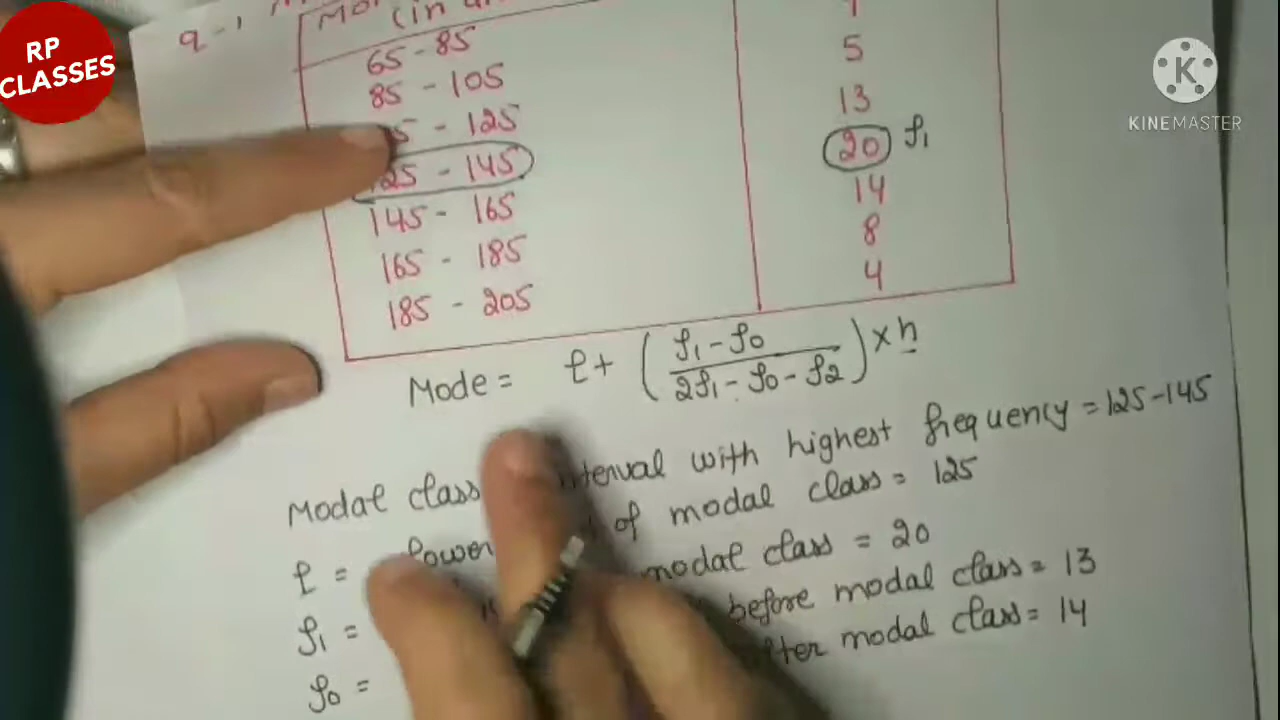 RP
CLASSES
KINEMASTER
q-1
(in
65 - 85
5
85 - 105
13
5 - 125
20 f1
125 - 145
14
145 - 165
8
165 - 185
4
185 - 205
Mode = l + ( f1 - f0 / 2f1 - f0 - f2 ) × h
Modal class interval with highest frequency = 125-145
l = lower of modal class = 125
f1 = modal class = 20
f0 = before modal class = 13
after modal class = 14